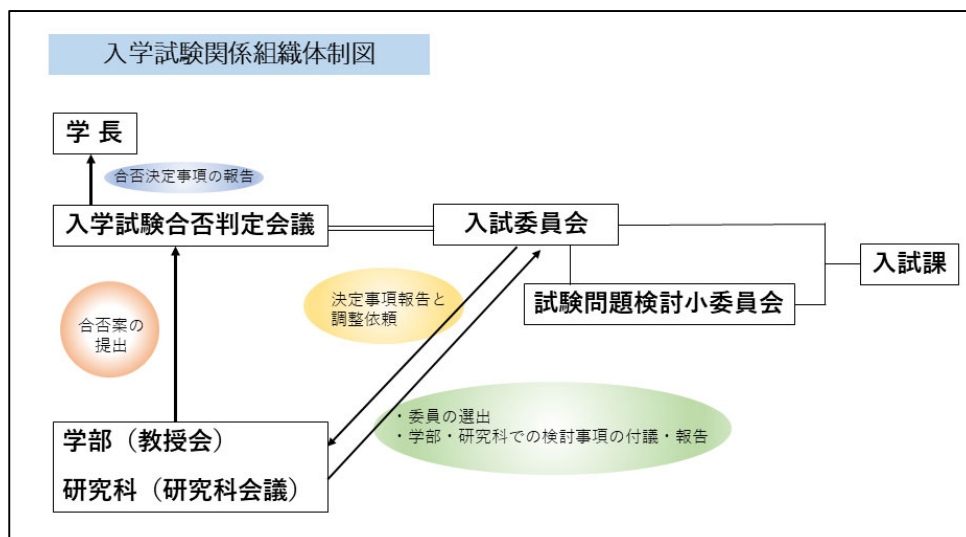 入学試験関係組織体制図
学 長
合否決定事項の報告
入学試験合否判定会議
入試委員会
入試課
試験問題検討小委員会
決定事項報告と
調整依頼
合否案の
提出
・委員の選出
・学部・研究科での検討事項の付議・報告
学部（教授会）
研究科（研究科会議）